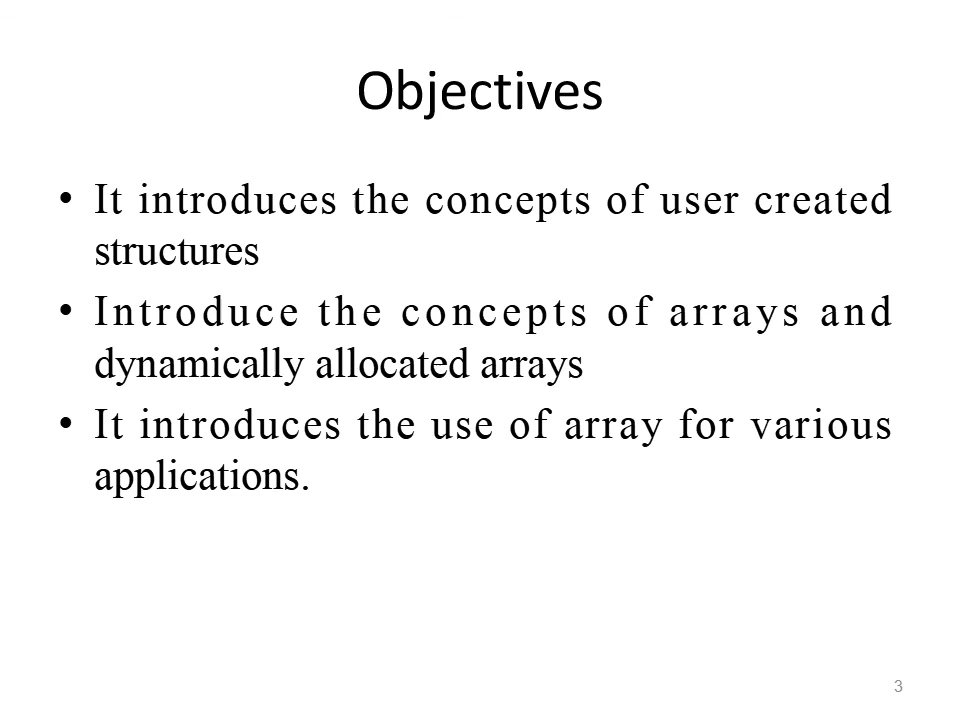 Objectives
• It introduces the concepts of user created
structures
• Introduce the concepts of arrays and
dynamically allocated arrays
• It introduces the use of array for various
applications.
3